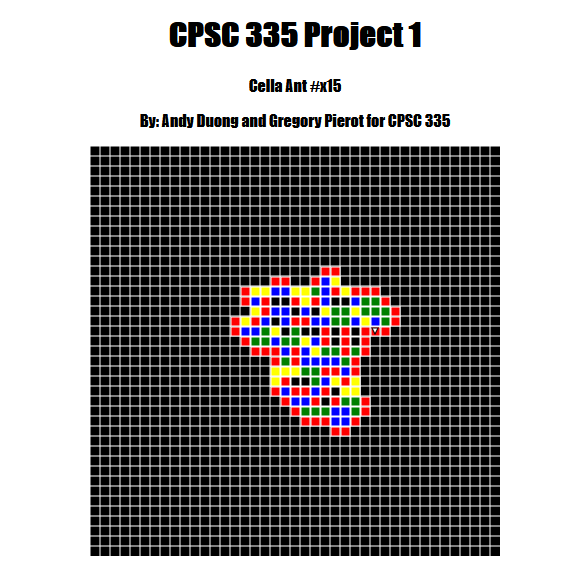 CPSC 335 Project 1
Cella Ant #x15
By: Andy Duong and Gregory Pierot for CPSC 335